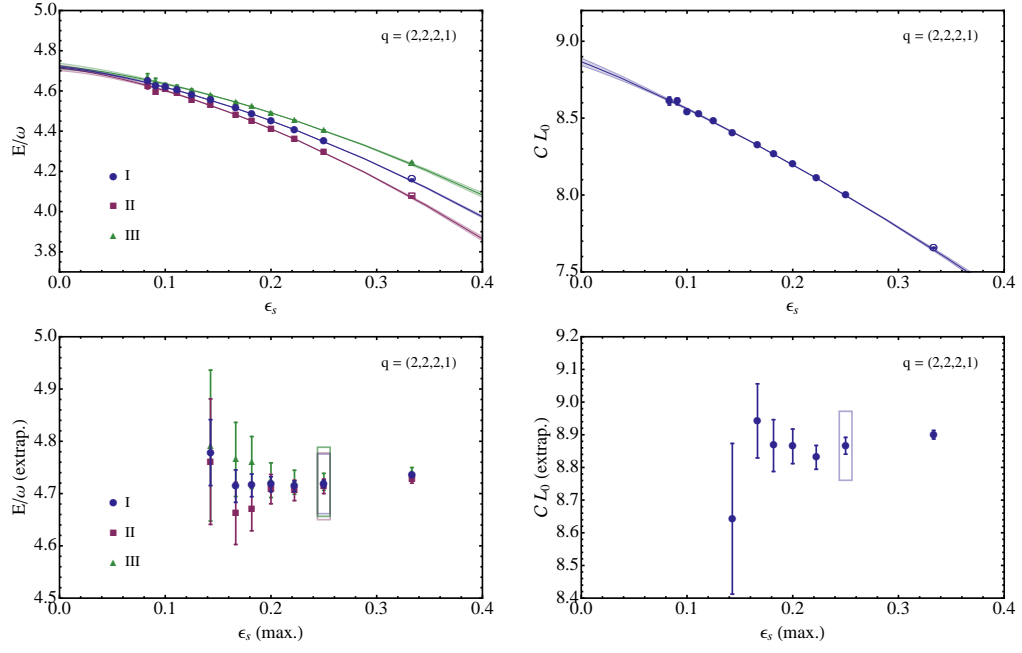 5.0
4.8
4.6
4.4
4.2
4.0
3.8
E/ω
q = (2,2,2,1)
I
II
III
0.0 0.1 0.2 0.3 0.4
ϵs
9.0
8.5
8.0
7.5
C L0
q = (2,2,2,1)
0.0 0.1 0.2 0.3 0.4
ϵs
5.0
4.9
4.8
4.7
4.6
4.5
E/ω (extrap.)
q = (2,2,2,1)
I
II
III
0.0 0.1 0.2 0.3 0.4
ϵs (max.)
9.2
9.1
9.0
8.9
8.8
8.7
8.6
8.5
8.4
C L0 (extrap.)
q = (2,2,2,1)
0.0 0.1 0.2 0.3 0.4
ϵs (max.)